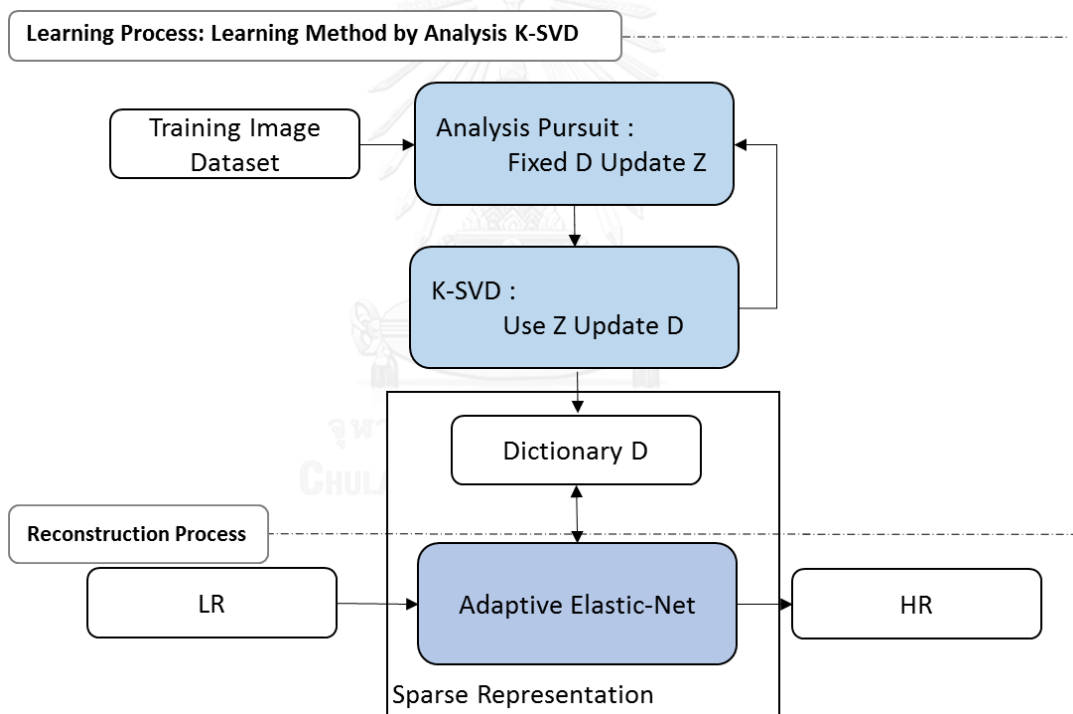 Learning Process: Learning Method by Analysis K-SVD
Training Image
Dataset
Analysis Pursuit :
Fixed D Update Z
K-SVD :
Use Z Update D
Dictionary D
Reconstruction Process
LR
Adaptive Elastic-Net
HR
Sparse Representation